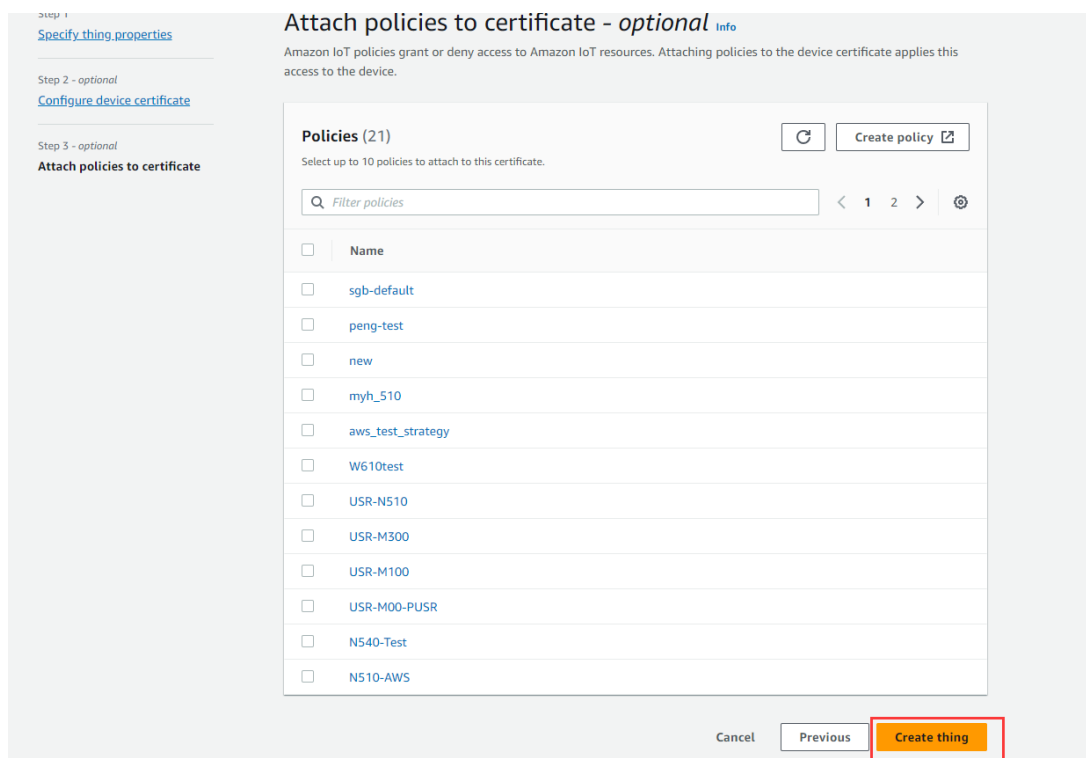 Step 1
Specify thing properties
Step 2 - optional
Configure device certificate
Step 3 - optional
Attach policies to certificate
Attach policies to certificate - optional Info
Amazon IoT policies grant or deny access to Amazon IoT resources. Attaching policies to the device certificate applies this
access to the device.
Policies (21)
Create policy
Select up to 10 policies to attach to this certificate.
Filter policies
1 2
Name
sgb-default
peng-test
new
myh_510
aws_test_strategy
W610test
USR-N510
USR-M300
USR-M100
USR-M00-PUSR
N540-Test
N510-AWS
Cancel Previous Create thing